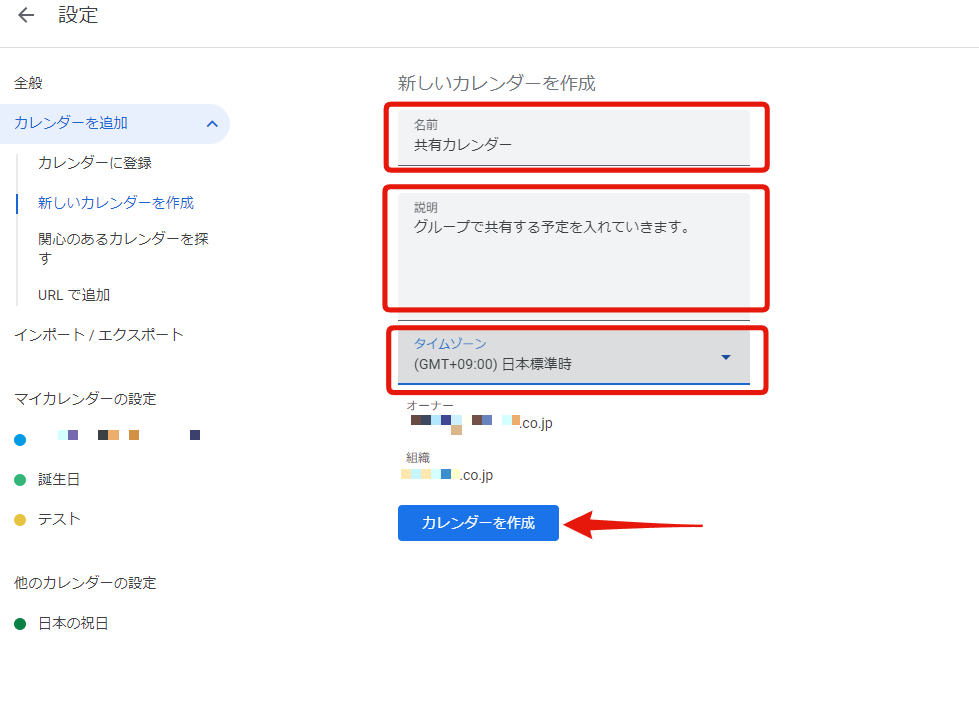 設定
全般
カレンダーを追加
カレンダーに登録
新しいカレンダーを作成
関心のあるカレンダーを探
す
URL で追加
インポート / エクスポート
マイカレンダーの設定
誕生日
テスト
他のカレンダーの設定
日本の祝日
新しいカレンダーを作成
名前
共有カレンダー
説明
グループで共有する予定を入れていきます。
タイムゾーン
(GMT+09:00) 日本標準時
オーナー
.co.jp
組織
.co.jp
カレンダーを作成